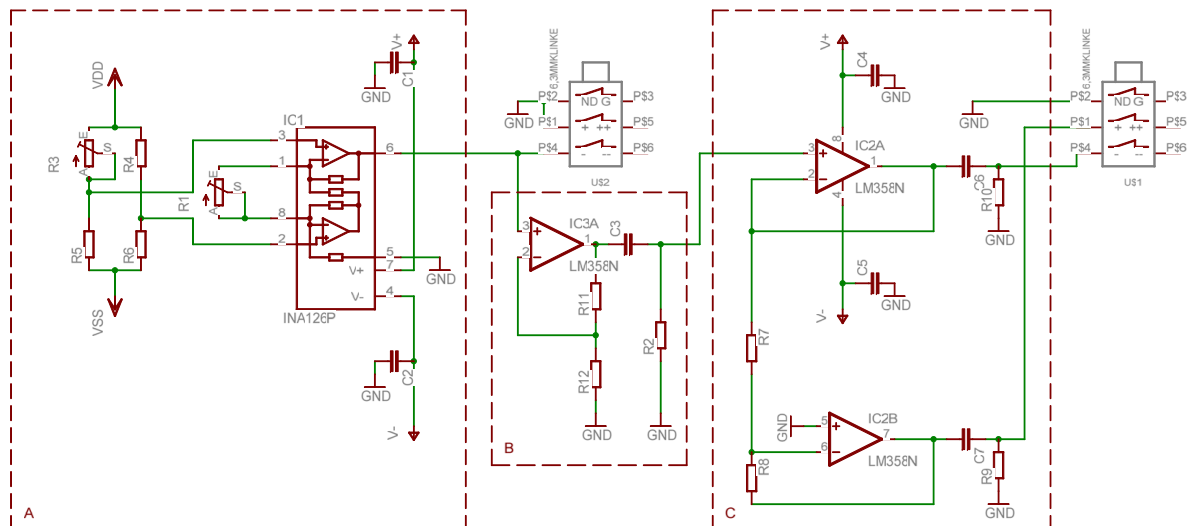 VDD
R3
E
S
A
R4
R5
R6
VSS
R1
E
S
A
IC1
3
1
8
2
6
5
7
4
V+
V-
INA126P
V+
C1
GND
GND
C2
GND
V-
A
6,3MMKLINKE
P$2
ND G
P$3
P$1
+ ++
P$5
P$4
- --
P$6
U$2
GND
3
+
2
-
1
IC3A
LM358N
C3
R11
R12
R2
GND
GND
B
V+
C4
GND
8
3
+
2
-
1
4
IC2A
LM358N
C5
GND
V-
C6
R10
GND
R7
GND
5
+
6
-
7
IC2B
LM358N
R8
C7
R9
GND
C
6,3MMKLINKE
P$2
ND G
P$3
P$1
+ ++
P$5
P$4
- --
P$6
U$1
GND